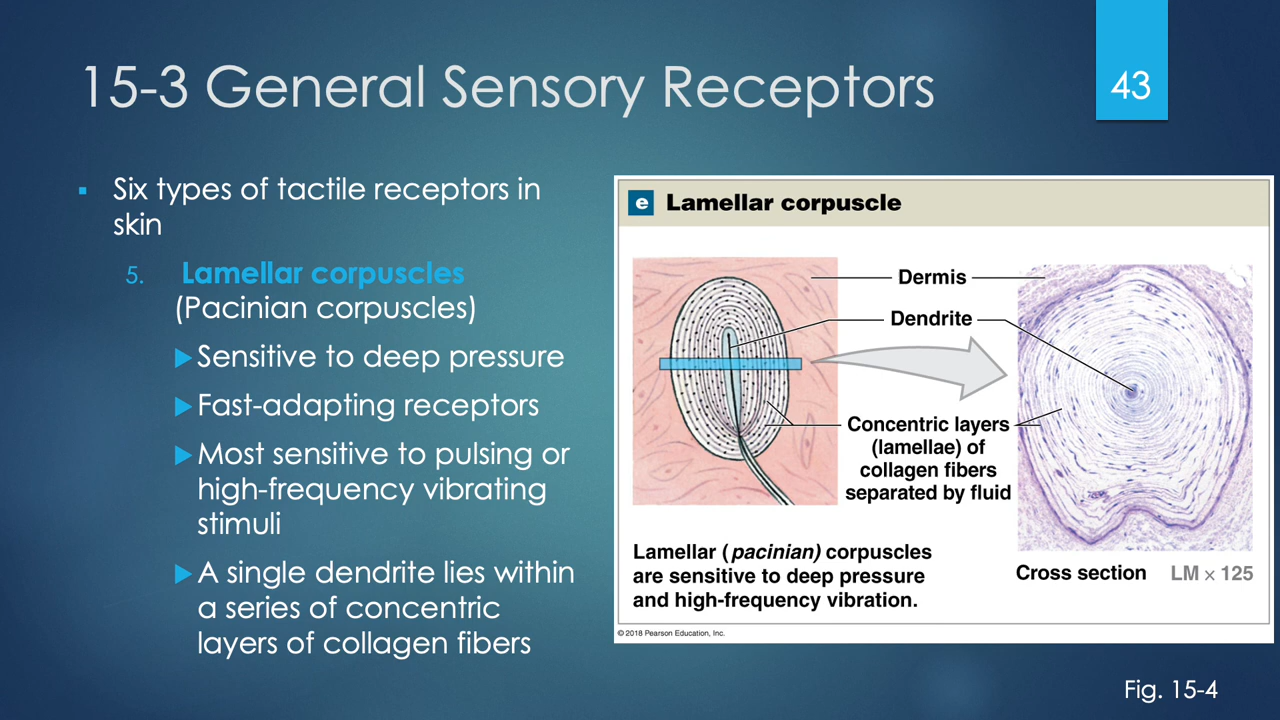 15-3 General Sensory Receptors
43
▪ Six types of tactile receptors in
skin
5. Lamellar corpuscles
(Pacinian corpuscles)
▶Sensitive to deep pressure
▶Fast-adapting receptors
▶Most sensitive to pulsing or
high-frequency vibrating
stimuli
▶A single dendrite lies within
a series of concentric
layers of collagen fibers
e Lamellar corpuscle
Dermis
Dendrite
Concentric layers
(lamellae) of
collagen fibers
separated by fluid
Lamellar (pacinian) corpuscles
are sensitive to deep pressure
and high-frequency vibration.
Cross section LM × 125
© 2018 Pearson Education, Inc.
Fig. 15-4